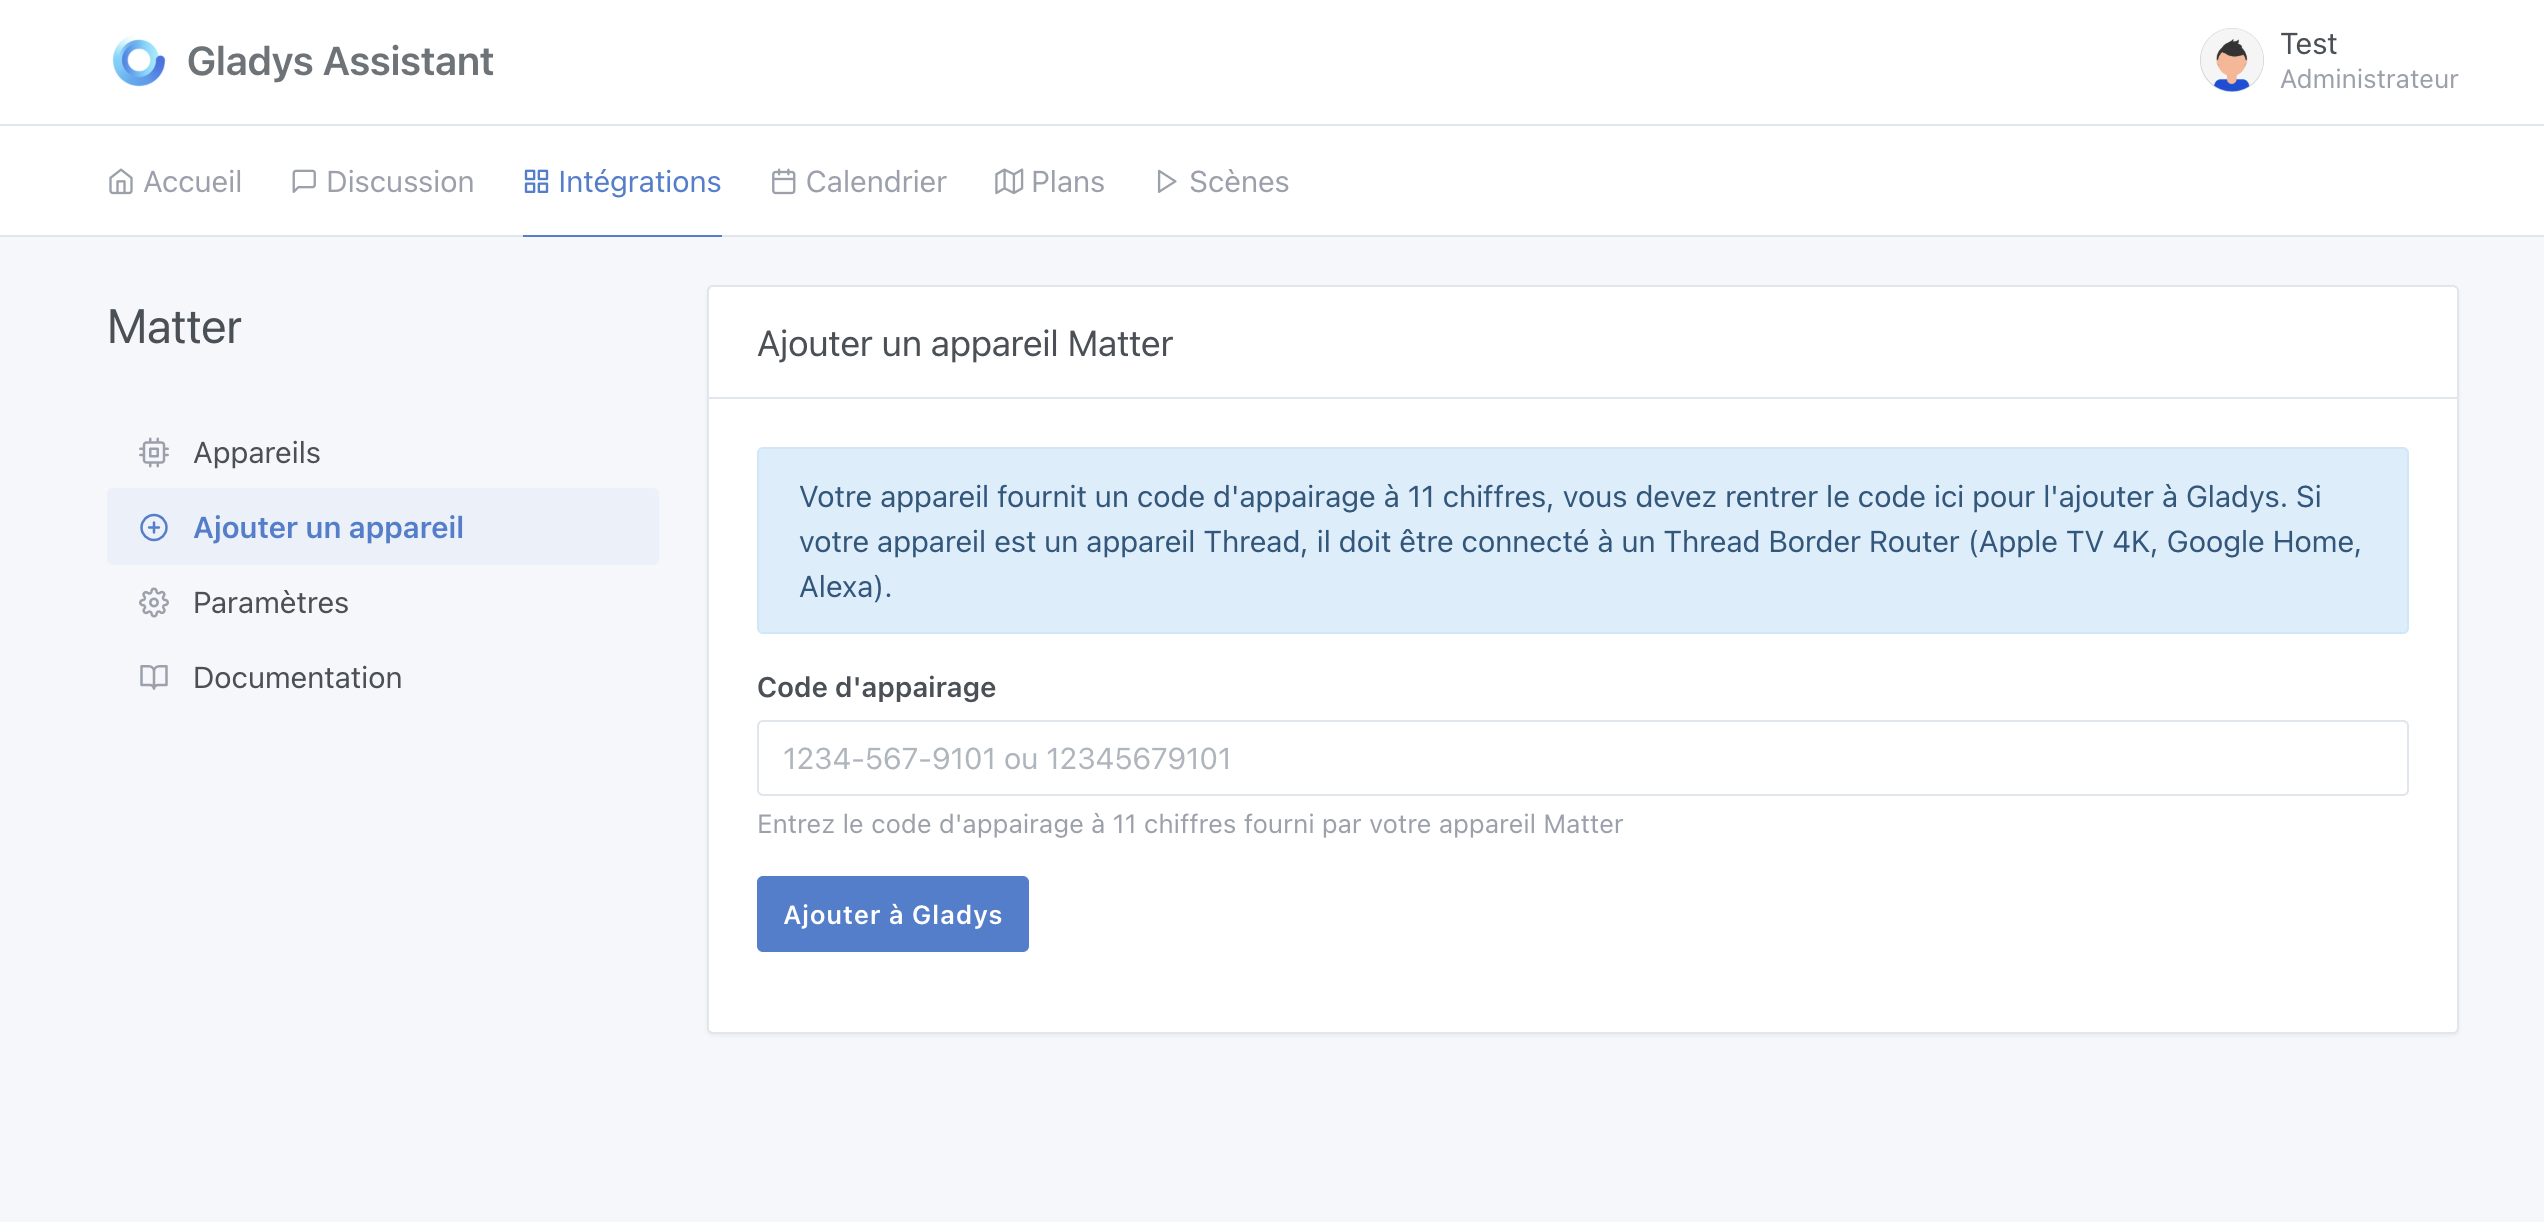 Gladys Assistant
Test
Administrateur
Accueil
Discussion
Intégrations
Calendrier
Plans
Scènes
Matter
Appareils
Ajouter un appareil
Paramètres
Documentation
Ajouter un appareil Matter
Votre appareil fournit un code d'appairage à 11 chiffres, vous devez rentrer le code ici pour l'ajouter à Gladys. Si
votre appareil est un appareil Thread, il doit être connecté à un Thread Border Router (Apple TV 4K, Google Home,
Alexa).
Code d'appairage
1234-567-9101 ou 12345679101
Entrez le code d'appairage à 11 chiffres fourni par votre appareil Matter
Ajouter à Gladys